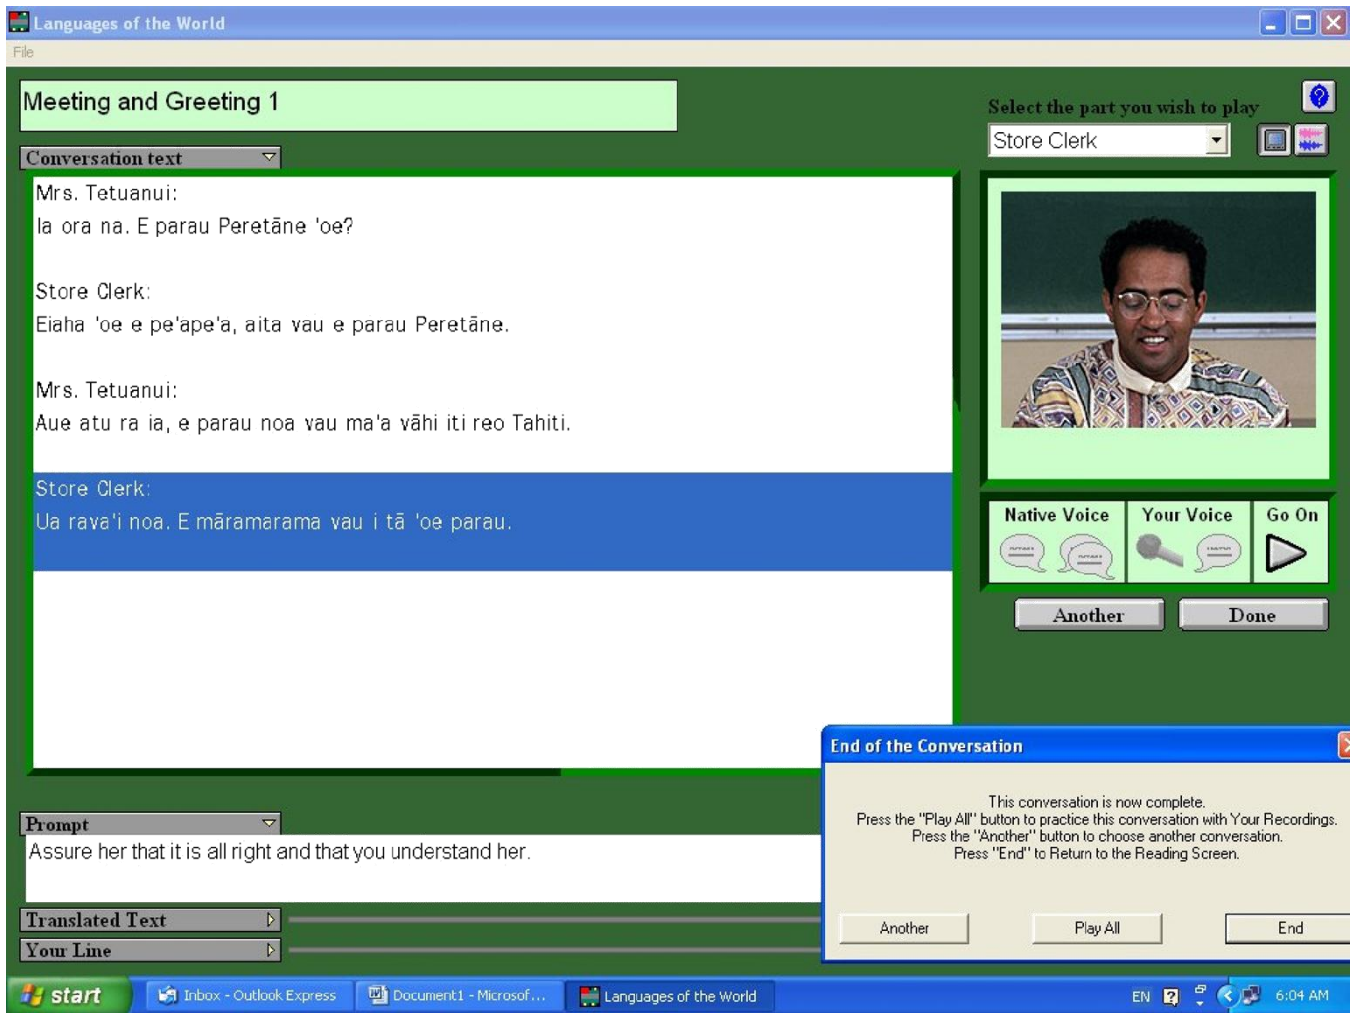 Languages of the World
File
Meeting and Greeting 1
Select the part you wish to play
Store Clerk
Conversation text
Mrs. Tetuanui:
Ia ora na. E parau Peretāne 'oe?
Store Clerk:
Eiaha 'oe e pe'ape'a, aita vau e parau Peretāne.
Mrs. Tetuanui:
Aue atu ra ia, e parau noa vau ma'a vāhi iti reo Tahiti.
Store Clerk:
Ua rava'i noa. E māramarama vau i tā 'oe parau.
Native Voice
Your Voice
Go On
Another
Done
End of the Conversation
This conversation is now complete.
Press the "Play All" button to practice this conversation with Your Recordings.
Press the "Another" button to choose another conversation.
Press "End" to Return to the Reading Screen.
Another
Play All
End
Prompt
Assure her that it is all right and that you understand her.
Translated Text
Your Line
start
Inbox - Outlook Express
Document1 - Microsof...
Languages of the World
EN
6:04 AM